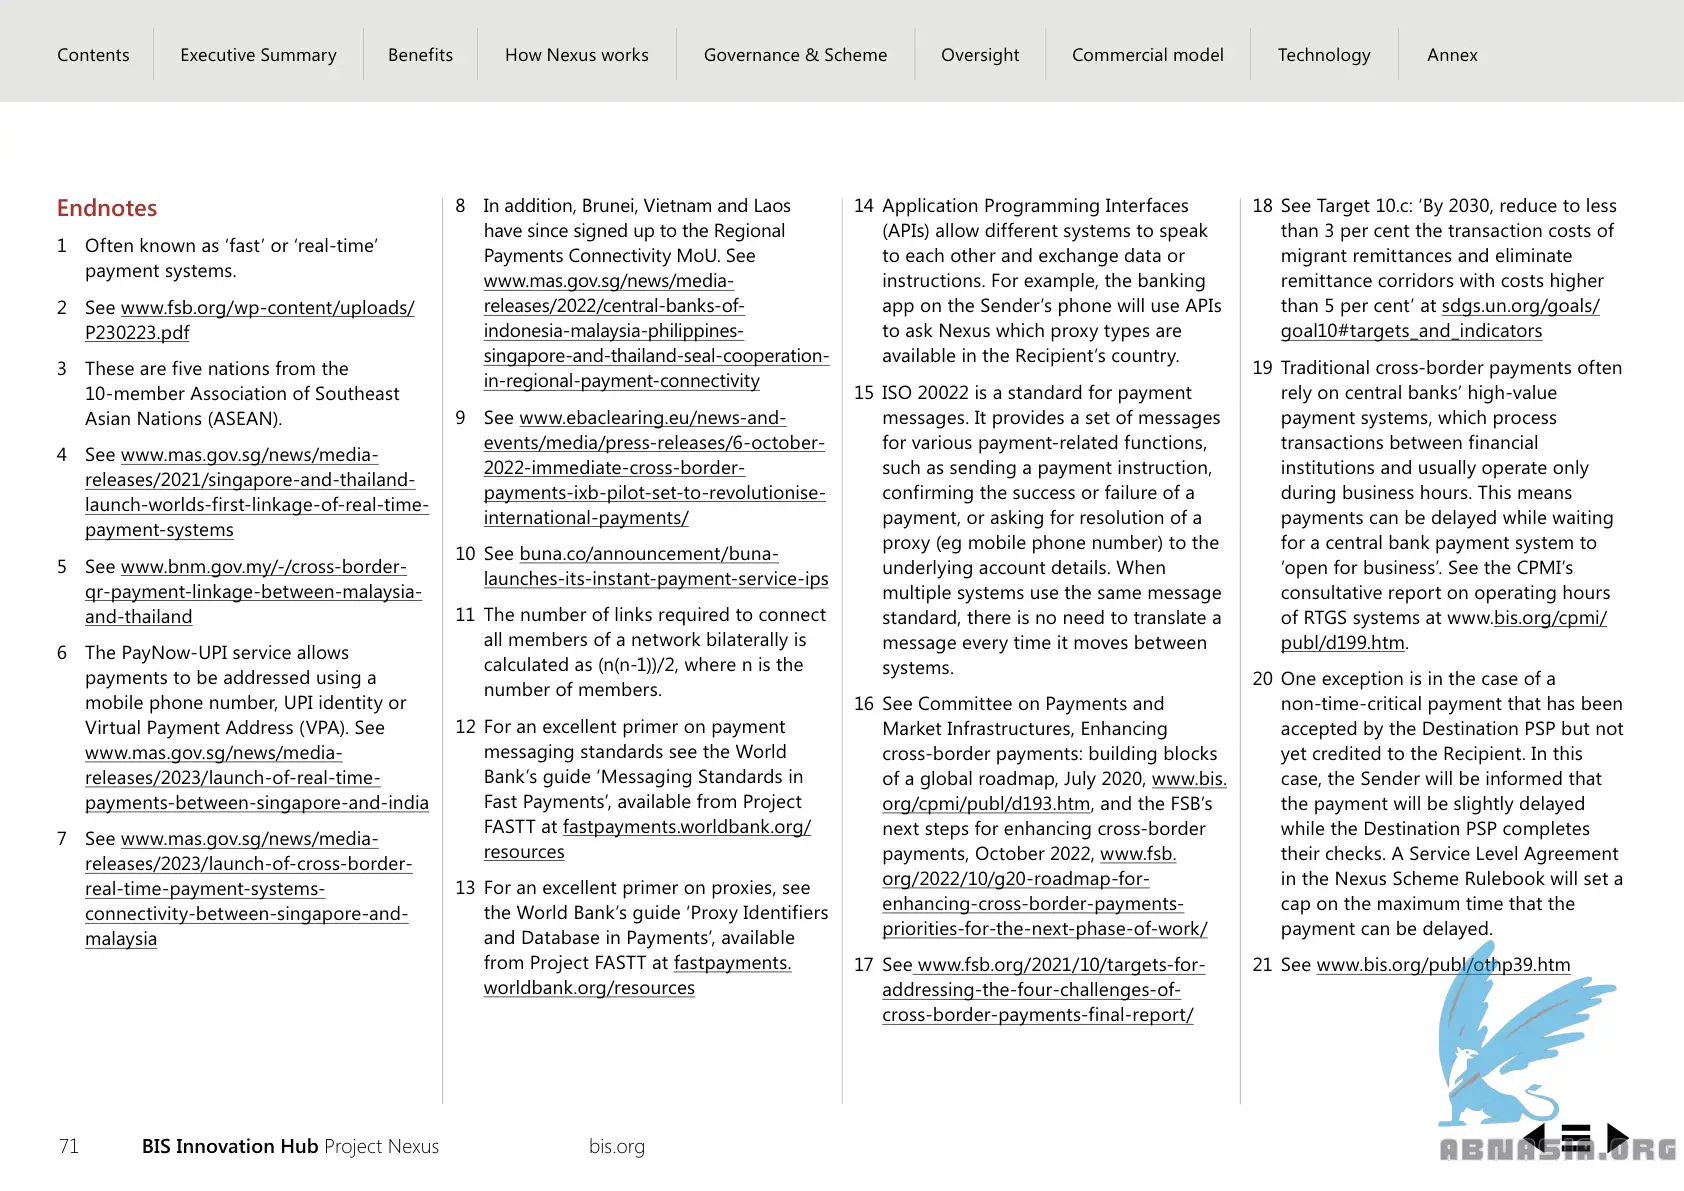 Contents
Executive Summary
Benefits
How Nexus works
Governance & Scheme
Oversight
Commercial model
Technology
Annex
Endnotes
1 Often known as ‘fast’ or ‘real-time’
payment systems.
2 See www.fsb.org/wp-content/uploads/
P230223.pdf
3 These are five nations from the
10-member Association of Southeast
Asian Nations (ASEAN).
4 See www.mas.gov.sg/news/media-
releases/2021/singapore-and-thailand-
launch-worlds-first-linkage-of-real-time-
payment-systems
5 See www.bnm.gov.my/-/cross-border-
qr-payment-linkage-between-malaysia-
and-thailand
6 The PayNow-UPI service allows
payments to be addressed using a
mobile phone number, UPI identity or
Virtual Payment Address (VPA). See
www.mas.gov.sg/news/media-
releases/2023/launch-of-real-time-
payments-between-singapore-and-india
7 See www.mas.gov.sg/news/media-
releases/2023/launch-of-cross-border-
real-time-payment-systems-
connectivity-between-singapore-and-
malaysia
8 In addition, Brunei, Vietnam and Laos
have since signed up to the Regional
Payments Connectivity MoU. See
www.mas.gov.sg/news/media-
releases/2022/central-banks-of-
indonesia-malaysia-philippines-
singapore-and-thailand-seal-cooperation-
in-regional-payment-connectivity
9 See www.ebaclearing.eu/news-and-
events/media/press-releases/6-october-
2022-immediate-cross-border-
payments-ixb-pilot-set-to-revolutionise-
international-payments/
10 See buna.co/announcement/buna-
launches-its-instant-payment-service-ips
11 The number of links required to connect
all members of a network bilaterally is
calculated as (n(n-1))/2, where n is the
number of members.
12 For an excellent primer on payment
messaging standards see the World
Bank’s guide ‘Messaging Standards in
Fast Payments’, available from Project
FASTT at fastpayments.worldbank.org/
resources
13 For an excellent primer on proxies, see
the World Bank’s guide ‘Proxy Identifiers
and Database in Payments’, available
from Project FASTT at fastpayments.
worldbank.org/resources
14 Application Programming Interfaces
(APIs) allow different systems to speak
to each other and exchange data or
instructions. For example, the banking
app on the Sender’s phone will use APIs
to ask Nexus which proxy types are
available in the Recipient’s country.
15 ISO 20022 is a standard for payment
messages. It provides a set of messages
for various payment-related functions,
such as sending a payment instruction,
confirming the success or failure of a
payment, or asking for resolution of a
proxy (eg mobile phone number) to the
underlying account details. When
multiple systems use the same message
standard, there is no need to translate a
message every time it moves between
systems.
16 See Committee on Payments and
Market Infrastructures, Enhancing
cross-border payments: building blocks
of a global roadmap, July 2020, www.bis.
org/cpmi/publ/d193.htm, and the FSB’s
next steps for enhancing cross-border
payments, October 2022, www.fsb.
org/2022/10/g20-roadmap-for-
enhancing-cross-border-payments-
priorities-for-the-next-phase-of-work/
17 See www.fsb.org/2021/10/targets-for-
addressing-the-four-challenges-of-
cross-border-payments-final-report/
18 See Target 10.c: ‘By 2030, reduce to less
than 3 per cent the transaction costs of
migrant remittances and eliminate
remittance corridors with costs higher
than 5 per cent’ at sdgs.un.org/goals/
goal10#targets_and_indicators
19 Traditional cross-border payments often
rely on central banks’ high-value
payment systems, which process
transactions between financial
institutions and usually operate only
during business hours. This means
payments can be delayed while waiting
for a central bank payment system to
‘open for business’. See the CPMI’s
consultative report on operating hours
of RTGS systems at www.bis.org/cpmi/
publ/d199.htm.
20 One exception is in the case of a
non-time-critical payment that has been
accepted by the Destination PSP but not
yet credited to the Recipient. In this
case, the Sender will be informed that
the payment will be slightly delayed
while the Destination PSP completes
their checks. A Service Level Agreement
in the Nexus Scheme Rulebook will set a
cap on the maximum time that the
payment can be delayed.
21 See www.bis.org/publ/othp39.htm
71
BIS Innovation Hub Project Nexus
bis.org
ABNASIA.ORG